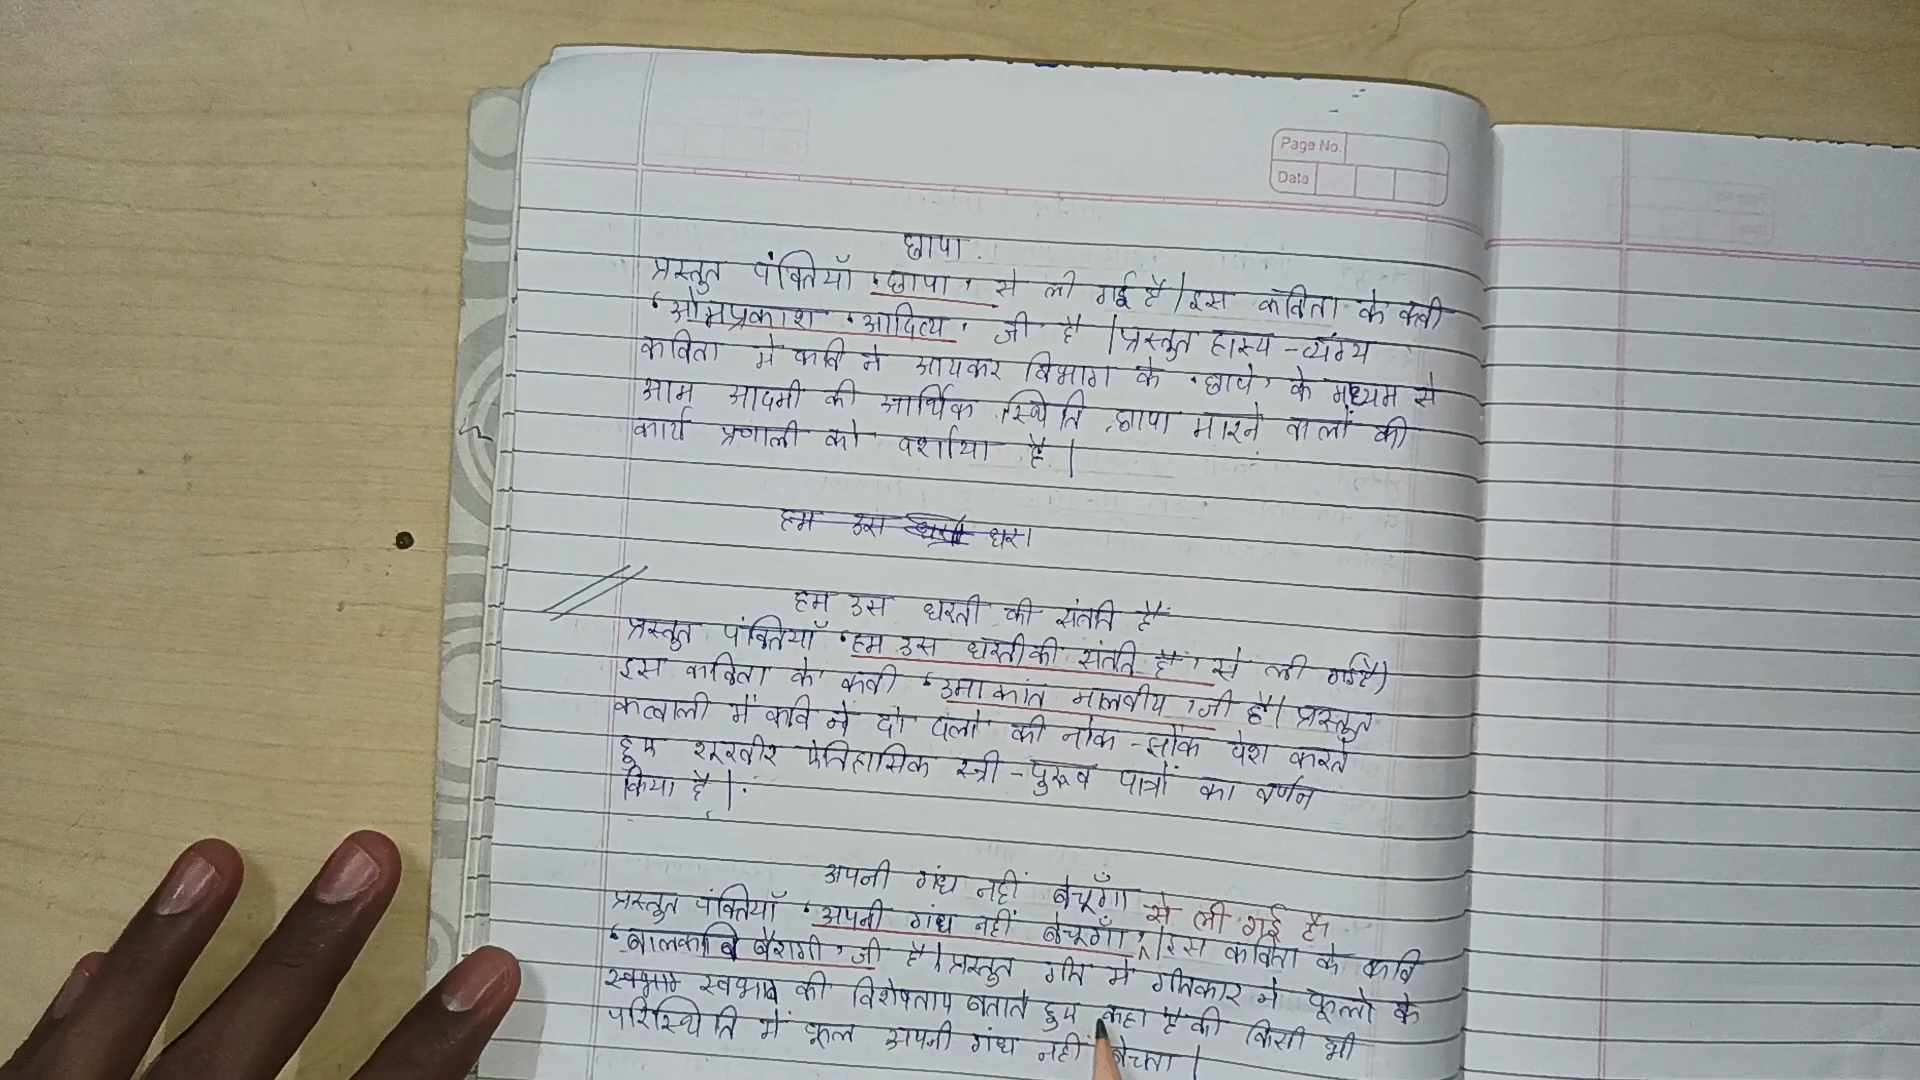 Page No.
Date
छापा
प्रस्तुत पंक्तियाँ 'छापा' से ली गई है। इस कविता के कवी
'ओमप्रकाश 'आदित्य' जी है। प्रस्तुत हास्य-व्यंग्य
कविता मे कवि ने आयकर विभाग के 'छापे' के मध्यम से
आम आदमी की आर्थिक स्थिति, छापा मारने वालों की
कार्य प्रणाली को दर्शाया है।
हम उस धरा
हम उस धरती की संतति है
प्रस्तुत पंक्तियाँ 'हम उस धरती की संतति है' से ली गई है।
इस कविता के कवी 'उमाकांत मालवीय' जी है। प्रस्तुत
कव्वाली में कवि ने दो दलो की नोक-झोंक पेश करते
हुए शूरवीर ऐतिहासिक स्त्री-पुरूष पात्रों का वर्णन
किया है।
अपनी गंध नहीं बेचूँगा
प्रस्तुत पंक्तियाँ 'अपनी गंध नहीं बेचूँगा' से ली गई है। इस कविता के कवि
'बालकवि बैरागी' जी है। प्रस्तुत गीत में गीतकार ने फूलो के
स्वभाव की विशेषताए बताते हुए कहा है की किसी भी
परिस्थिति में फूल अपनी गंध नहीं बेचता।